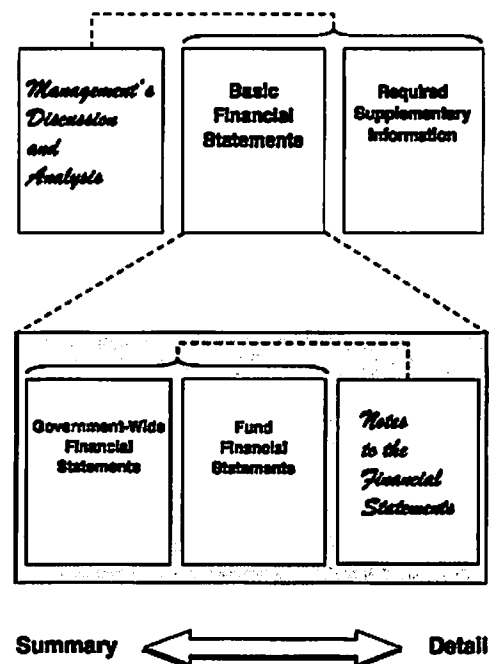 Management's
Discussion
and
Analysis
Basic
Financial
Statements
Required
Supplementary
Information
Government-Wide
Financial
Statements
Fund
Financial
Statements
Notes
to the
Financial
Statements
Summary
Detail